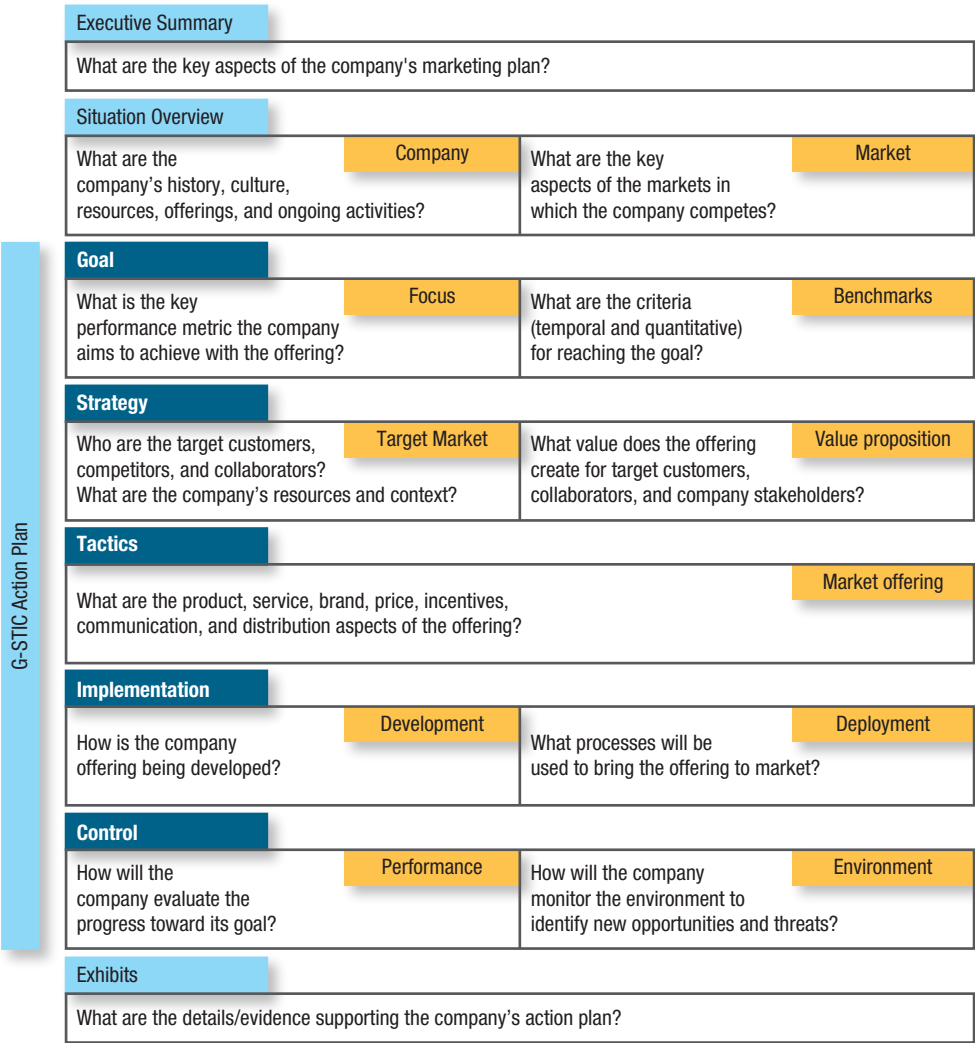 Executive Summary
What are the key aspects of the company's marketing plan?
Situation Overview
Company
What are the
company’s history, culture,
resources, offerings, and ongoing activities?
Market
What are the key
aspects of the markets in
which the company competes?
G-STIC Action Plan
Goal
Focus
What is the key
performance metric the company
aims to achieve with the offering?
Benchmarks
What are the criteria
(temporal and quantitative)
for reaching the goal?
Strategy
Target Market
Who are the target customers,
competitors, and collaborators?
What are the company’s resources and context?
Value proposition
What value does the offering
create for target customers,
collaborators, and company stakeholders?
Tactics
Market offering
What are the product, service, brand, price, incentives,
communication, and distribution aspects of the offering?
Implementation
Development
How is the company
offering being developed?
Deployment
What processes will be
used to bring the offering to market?
Control
Performance
How will the
company evaluate the
progress toward its goal?
Environment
How will the company
monitor the environment to
identify new opportunities and threats?
Exhibits
What are the details/evidence supporting the company’s action plan?